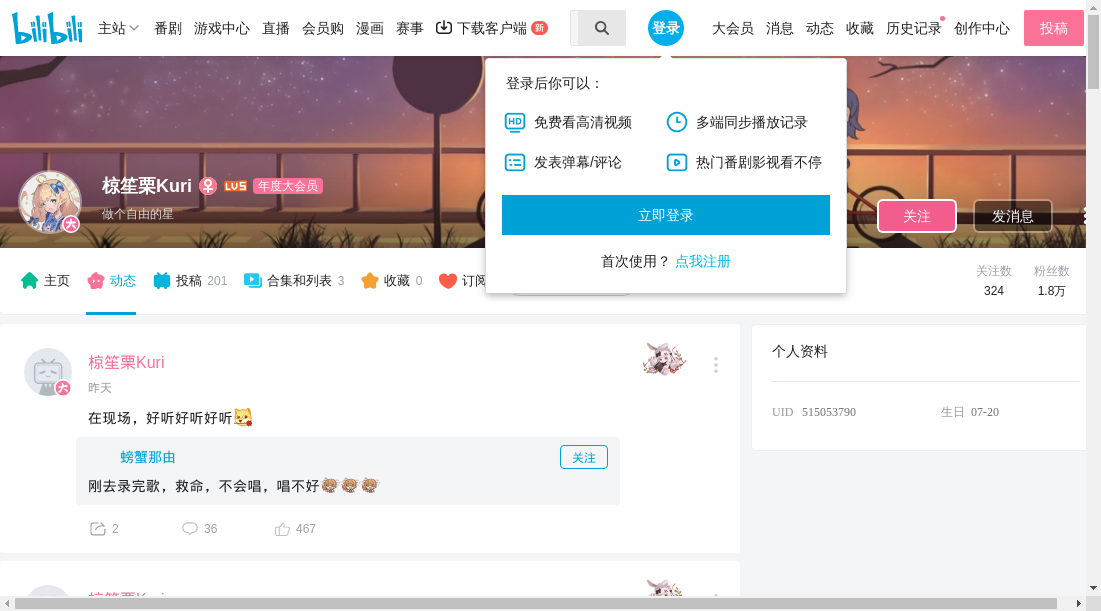 bilibili 主站 番剧 游戏中心 直播 会员购 漫画 赛事 下载客户端 新 登录 大会员 消息 动态 收藏 历史记录 创作中心 投稿
登录后你可以：
HD 免费看高清视频 多端同步播放记录
发表弹幕/评论 热门番剧影视看不停
立即登录
首次使用？ 点我注册
椋笙栗Kuri LV5 年度大会员
大 做个自由的星
关注 发消息
主页 动态 投稿 201 合集和列表 3 收藏 0 订阅
关注数 粉丝数
324 1.8万
椋笙栗Kuri
大 昨天
在现场，好听好听好听
螃蟹那由 关注
刚去录完歌，救命，不会唱，唱不好
2 36 467
个人资料
UID 515053790 生日 07-20
椋笙栗Kuri